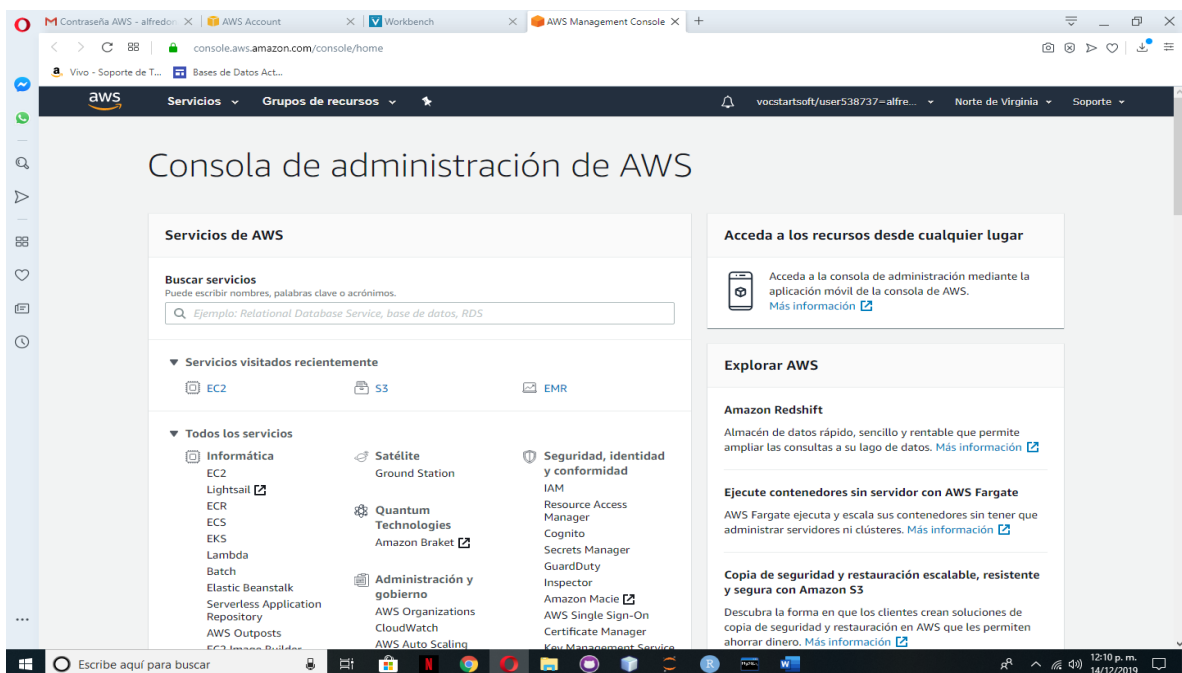 Contraseña AWS - alfredon
AWS Account
Workbench
AWS Management Console
console.aws.amazon.com/console/home
Vivo - Soporte de T...
Bases de Datos Act...
aws
Servicios
Grupos de recursos
vocstartsoft/user538737=alfre...
Norte de Virginia
Soporte
Consola de administración de AWS
Servicios de AWS
Buscar servicios
Puede escribir nombres, palabras clave o acrónimos.
Ejemplo: Relational Database Service, base de datos, RDS
Servicios visitados recientemente
EC2
S3
EMR
Todos los servicios
Informática
EC2
Lightsail
ECR
ECS
EKS
Lambda
Batch
Elastic Beanstalk
Serverless Application
Repository
AWS Outposts
EC2 Image Builder
Satélite
Ground Station
Quantum
Technologies
Amazon Braket
Administración y
gobierno
AWS Organizations
CloudWatch
AWS Auto Scaling
Seguridad, identidad
y conformidad
IAM
Resource Access
Manager
Cognito
Secrets Manager
GuardDuty
Inspector
Amazon Macie
AWS Single Sign-On
Certificate Manager
Key Management Service
Acceda a los recursos desde cualquier lugar
Acceda a la consola de administración mediante la
aplicación móvil de la consola de AWS.
Más información
Explorar AWS
Amazon Redshift
Almacén de datos rápido, sencillo y rentable que permite
ampliar las consultas a su lago de datos. Más información
Ejecute contenedores sin servidor con AWS Fargate
AWS Fargate ejecuta y escala sus contenedores sin tener que
administrar servidores ni clústeres. Más información
Copia de seguridad y restauración escalable, resistente
y segura con Amazon S3
Descubra la forma en que los clientes crean soluciones de
copia de seguridad y restauración en AWS que les permiten
ahorrar dinero. Más información
Escribe aquí para buscar
12:10 p. m.
14/12/2019